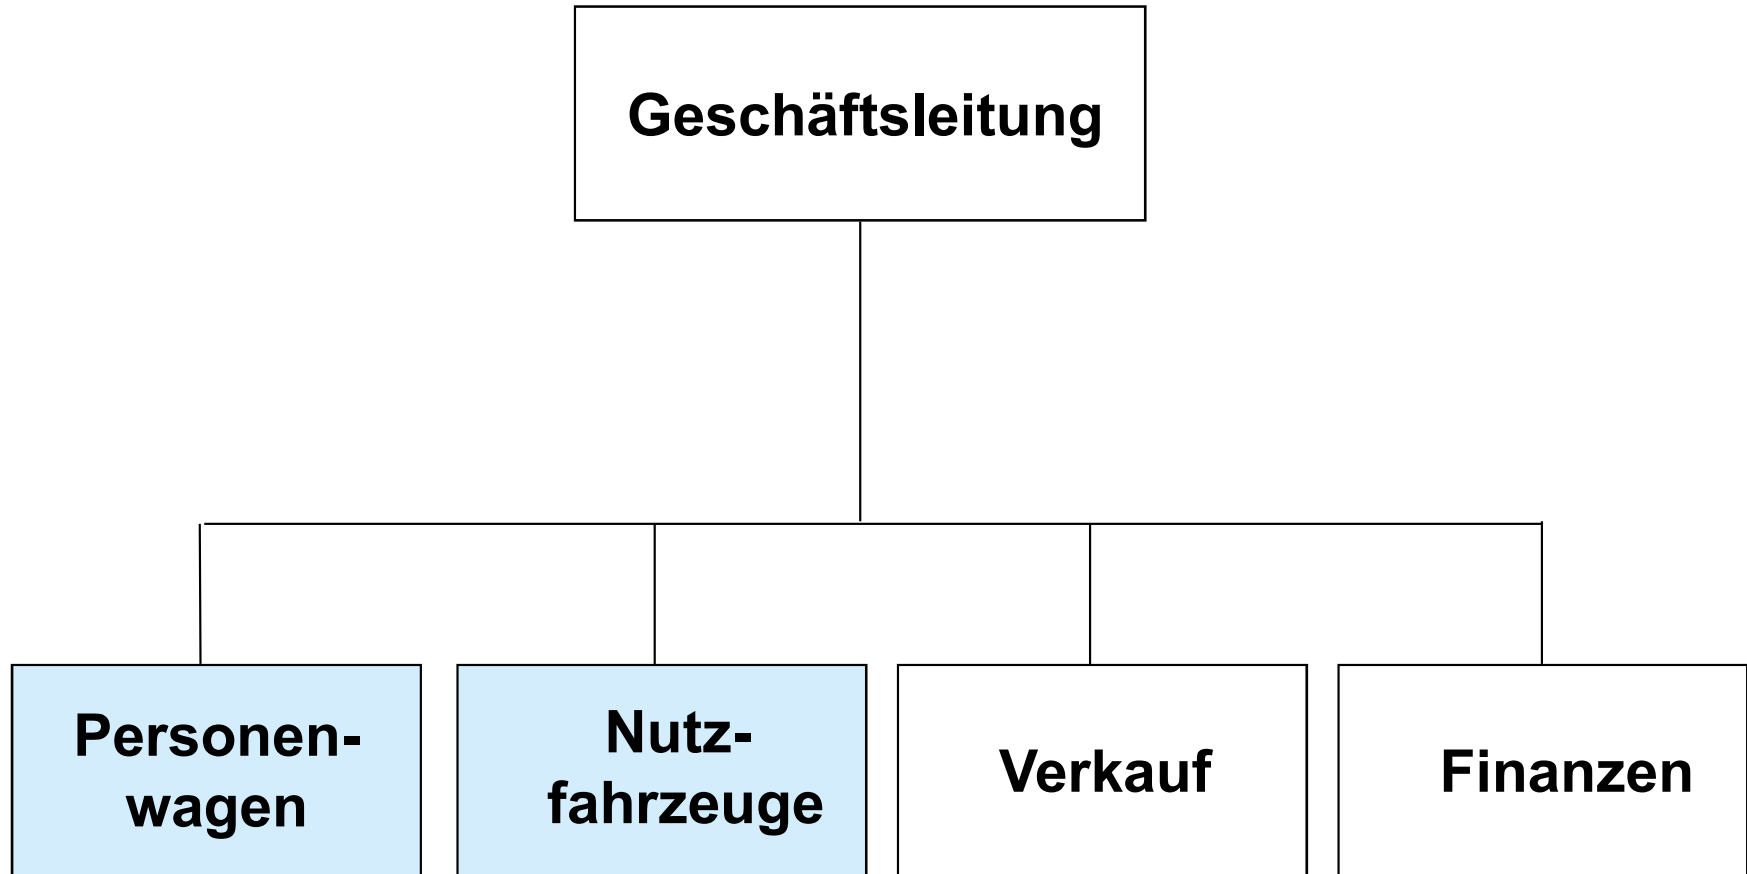 Geschäftsleitung
Personen-
wagen
Nutz-
fahrzeuge
Verkauf
Finanzen